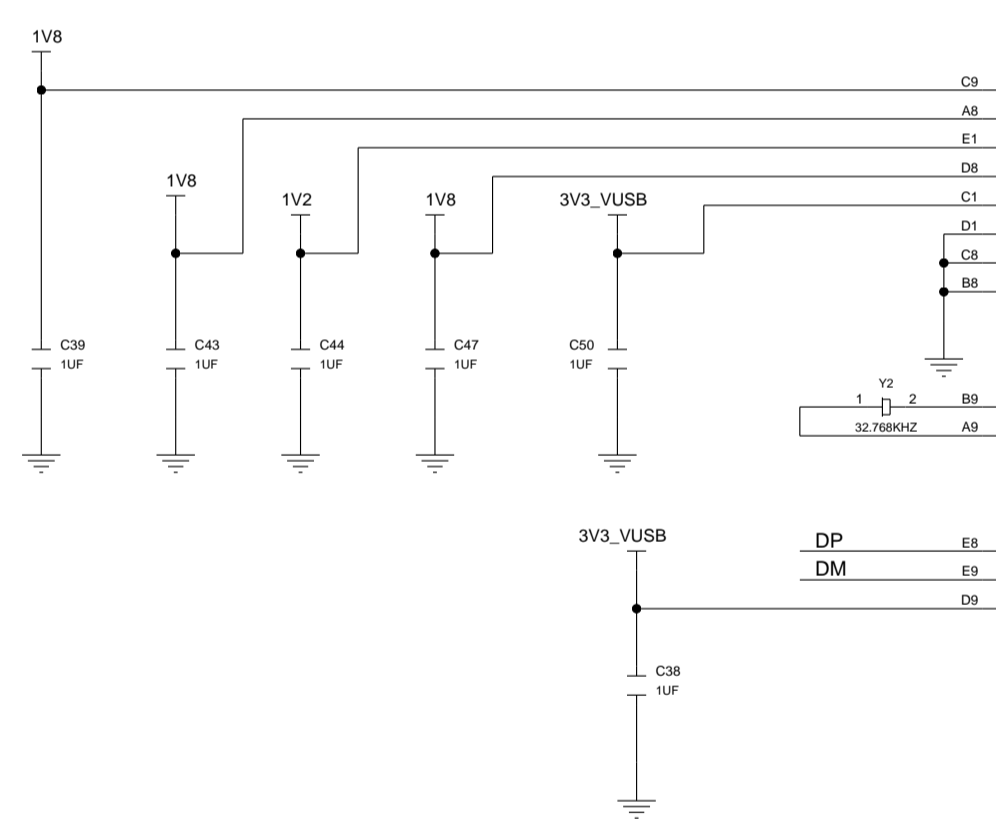 1V8
C9
A8
E1
D8
C1
D1
C8
B8
1V8
1V2
1V8
3V3_VUSB
C39
1UF
C43
1UF
C44
1UF
C47
1UF
C50
1UF
Y2
1 2
32.768KHZ
B9
A9
3V3_VUSB
DP
E8
DM
E9
D9
C38
1UF